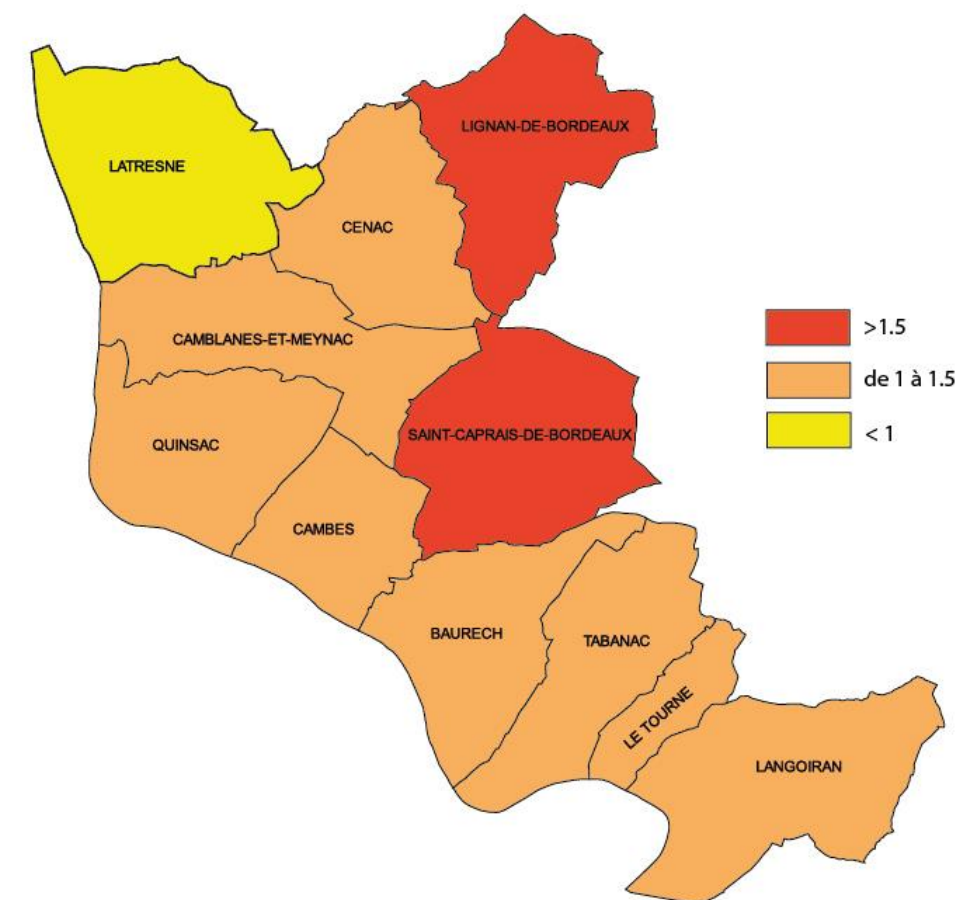 LIGNAN-DE-BORDEAUX
LATRESNE
CENAC
CAMBLANES-ET-MEYNAC
QUINSAC
SAINT-CAPRAIS-DE-BORDEAUX
CAMBES
BAURECH
TABANAC
LE TOURNE
LANGOIRAN
>1.5
de 1 à 1.5
< 1